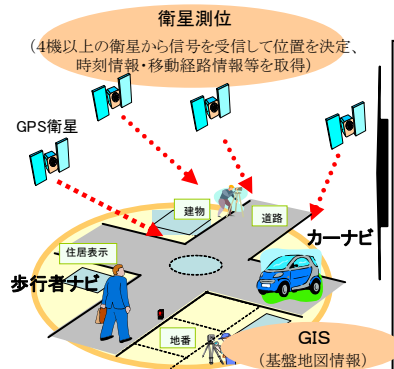 衛星測位
(4機以上の衛星から信号を受信して位置を決定、
時刻情報・移動経路情報等を取得)
GPS衛星
建物
道路
住居表示
カーナビ
歩行者ナビ
地番
GIS
(基盤地図情報)